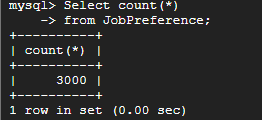 mysql> Select count(*)
    -> from JobPreference;
+----------+
| count(*) |
+----------+
|     3000 |
+----------+
1 row in set (0.00 sec)